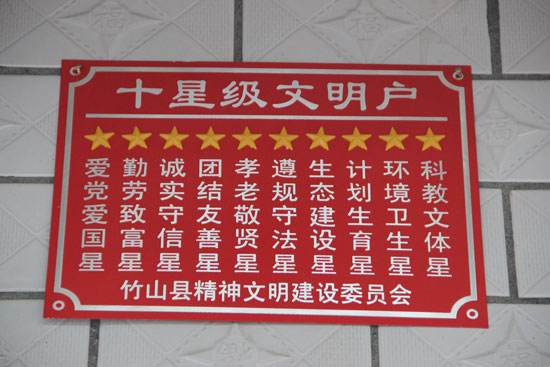 十星级文明户
爱党爱国星
勤劳致富星
诚实守信星
团结友善星
孝老敬贤星
遵规守法星
生态建设星
计划生育星
环境卫生星
科教文体星
竹山县精神文明建设委员会